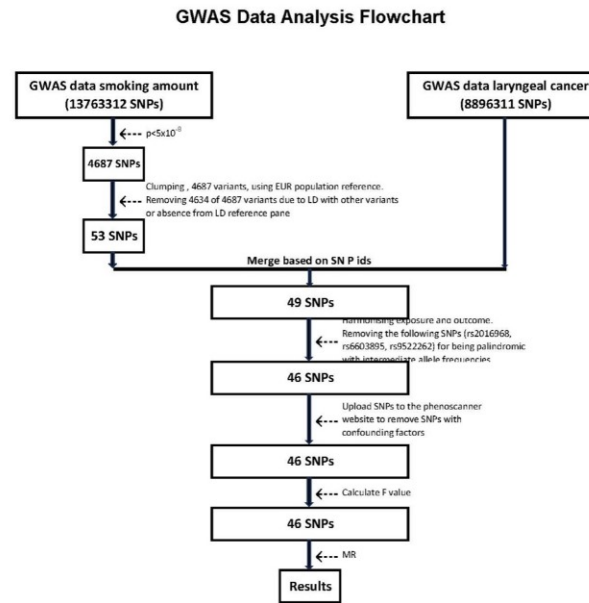 GWAS Data Analysis Flowchart
GWAS data smoking amount
(13763312 SNPs)
GWAS data laryngeal cancer
(8896311 SNPs)
p<5x10⁻⁸
4687 SNPs
Clumping , 4687 variants, using EUR population reference.
Removing 4634 of 4687 variants due to LD with other variants
or absence from LD reference pane
53 SNPs
Merge based on SN P ids
49 SNPs
Harmonising exposure and outcome.
Removing the following SNPs (rs2016968,
rs6603895, rs9522262) for being palindromic
with intermediate allele frequencies
46 SNPs
Upload SNPs to the phenoscanner
website to remove SNPs with
confounding factors
46 SNPs
Calculate F value
46 SNPs
MR
Results